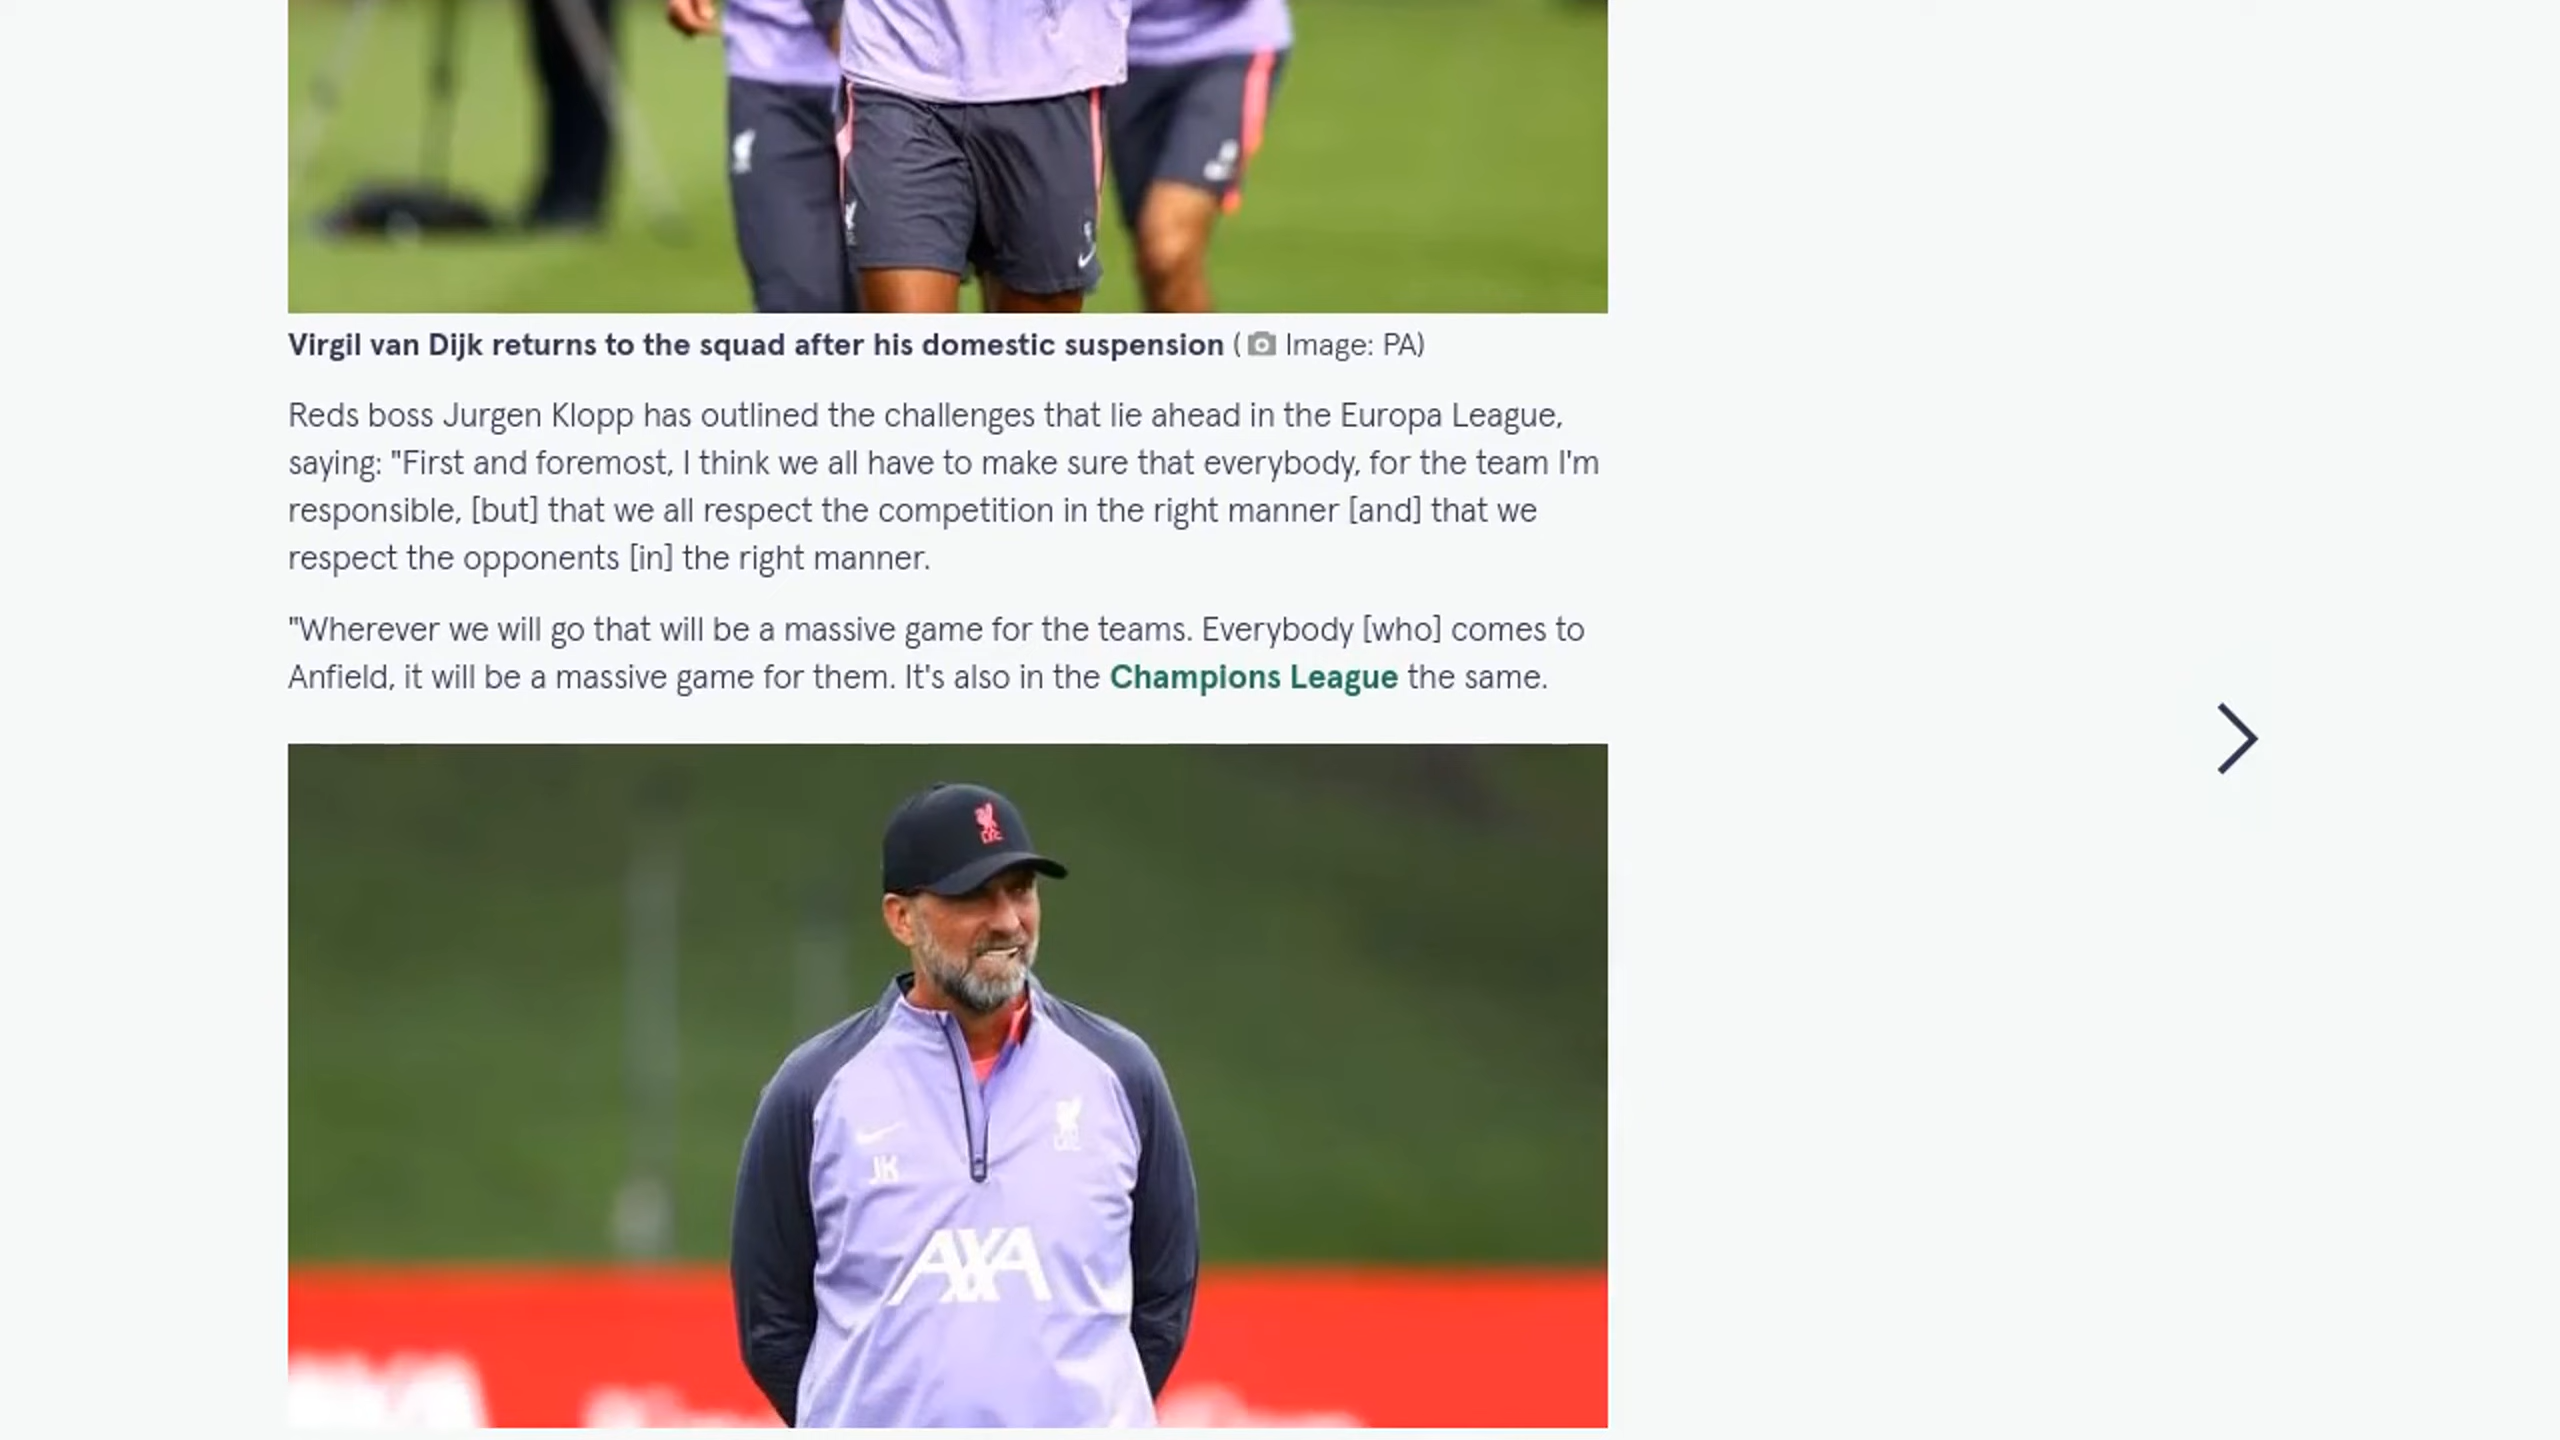 Virgil van Dijk returns to the squad after his domestic suspension ( Image: PA)
Reds boss Jurgen Klopp has outlined the challenges that lie ahead in the Europa League,
saying: "First and foremost, I think we all have to make sure that everybody, for the team I'm
responsible, [but] that we all respect the competition in the right manner [and] that we
respect the opponents [in] the right manner.
"Wherever we will go that will be a massive game for the teams. Everybody [who] comes to
Anfield, it will be a massive game for them. It's also in the Champions League the same.
JK
AXA